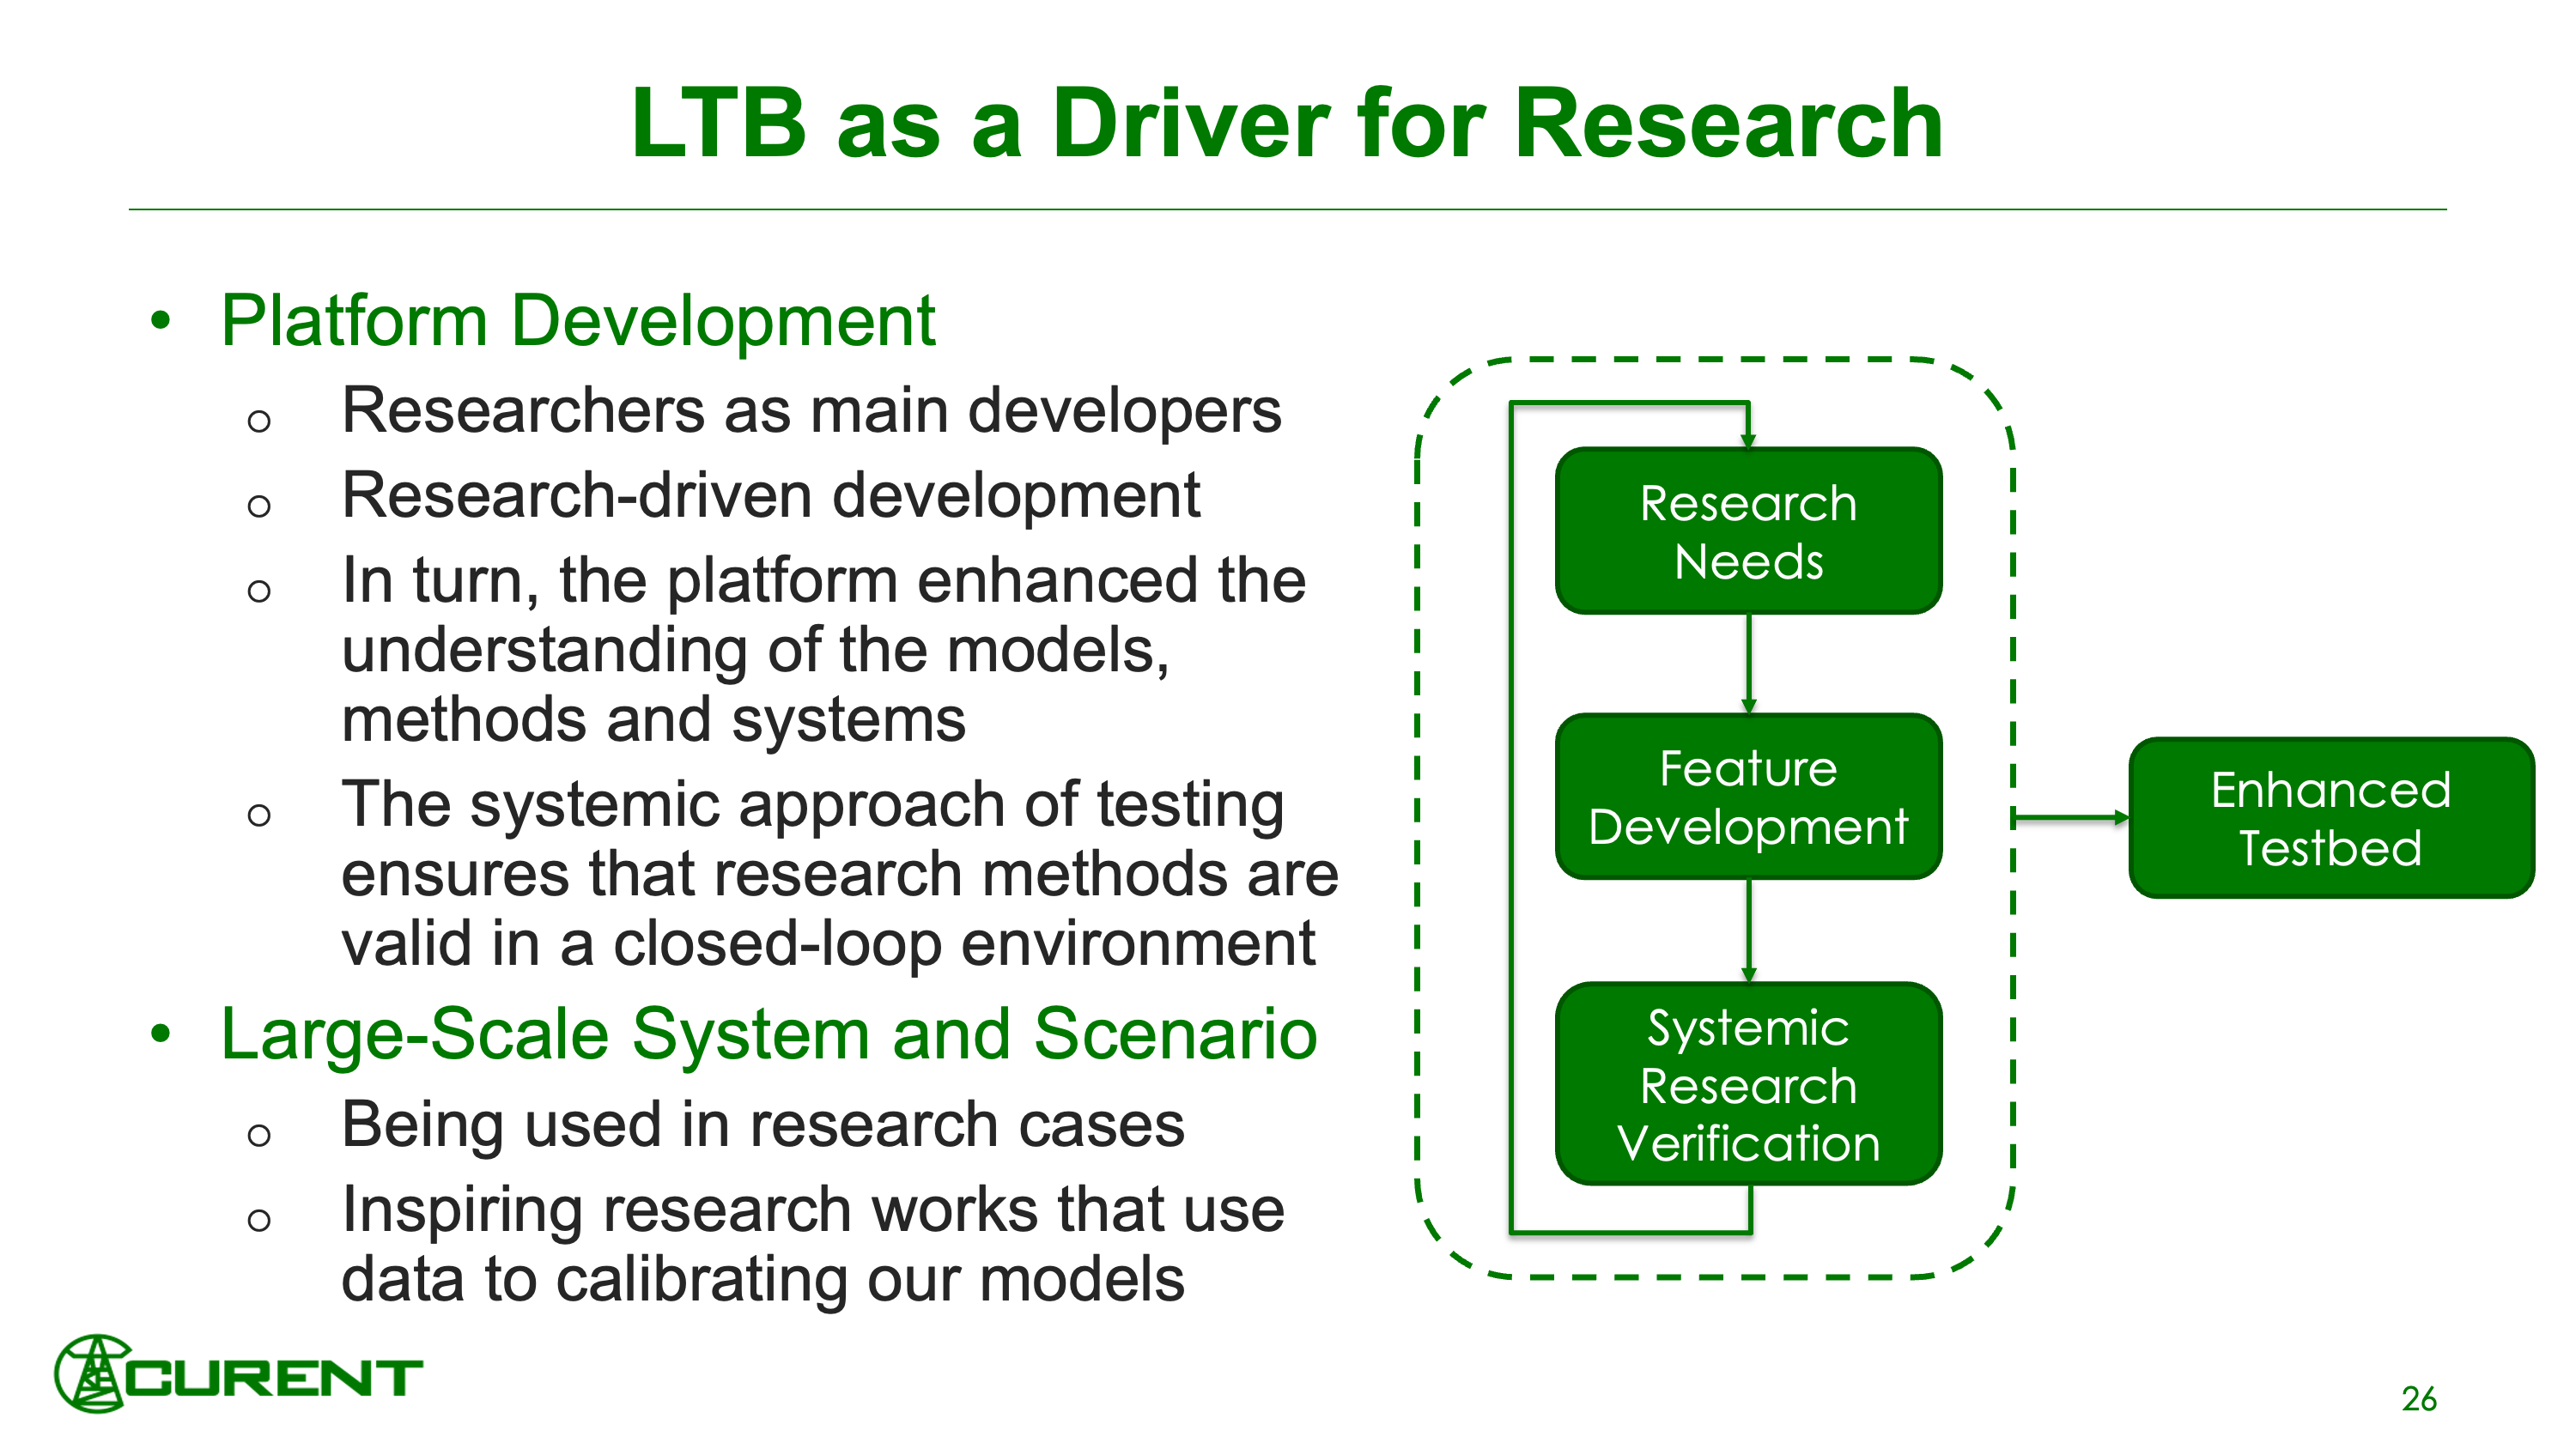 LTB as a Driver for Research
• Platform Development
o Researchers as main developers
o Research-driven development
o In turn, the platform enhanced the
understanding of the models,
methods and systems
o The systemic approach of testing
ensures that research methods are
valid in a closed-loop environment
• Large-Scale System and Scenario
o Being used in research cases
o Inspiring research works that use
data to calibrating our models
Research
Needs
Feature
Development
Systemic
Research
Verification
Enhanced
Testbed
CURENT
26